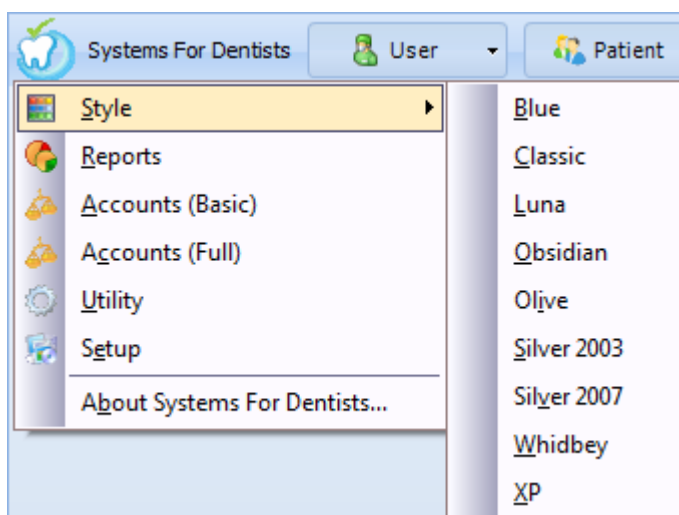 Systems For Dentists
User
Patient
Style
Reports
Accounts (Basic)
Accounts (Full)
Utility
Setup
About Systems For Dentists...
Blue
Classic
Luna
Obsidian
Olive
Silver 2003
Silver 2007
Whidbey
XP